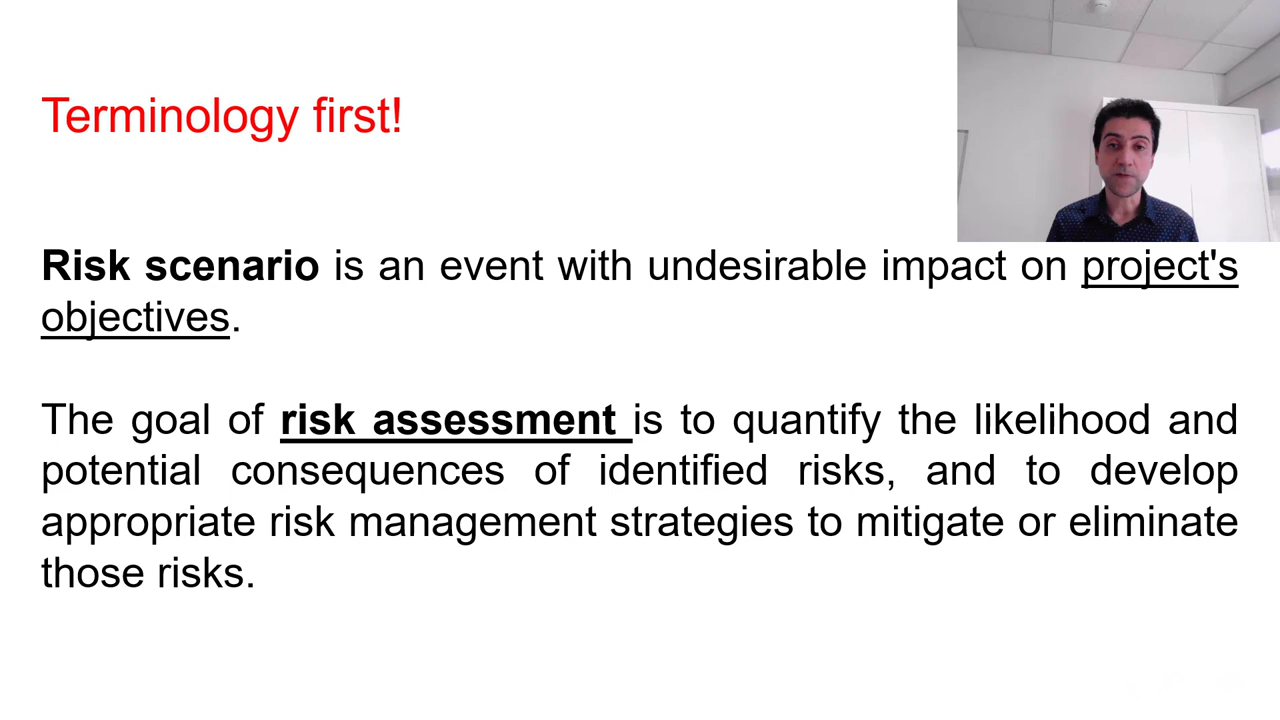 Terminology first!
Risk scenario is an event with undesirable impact on project's
objectives.
The goal of risk assessment is to quantify the likelihood and
potential consequences of identified risks, and to develop
appropriate risk management strategies to mitigate or eliminate
those risks.